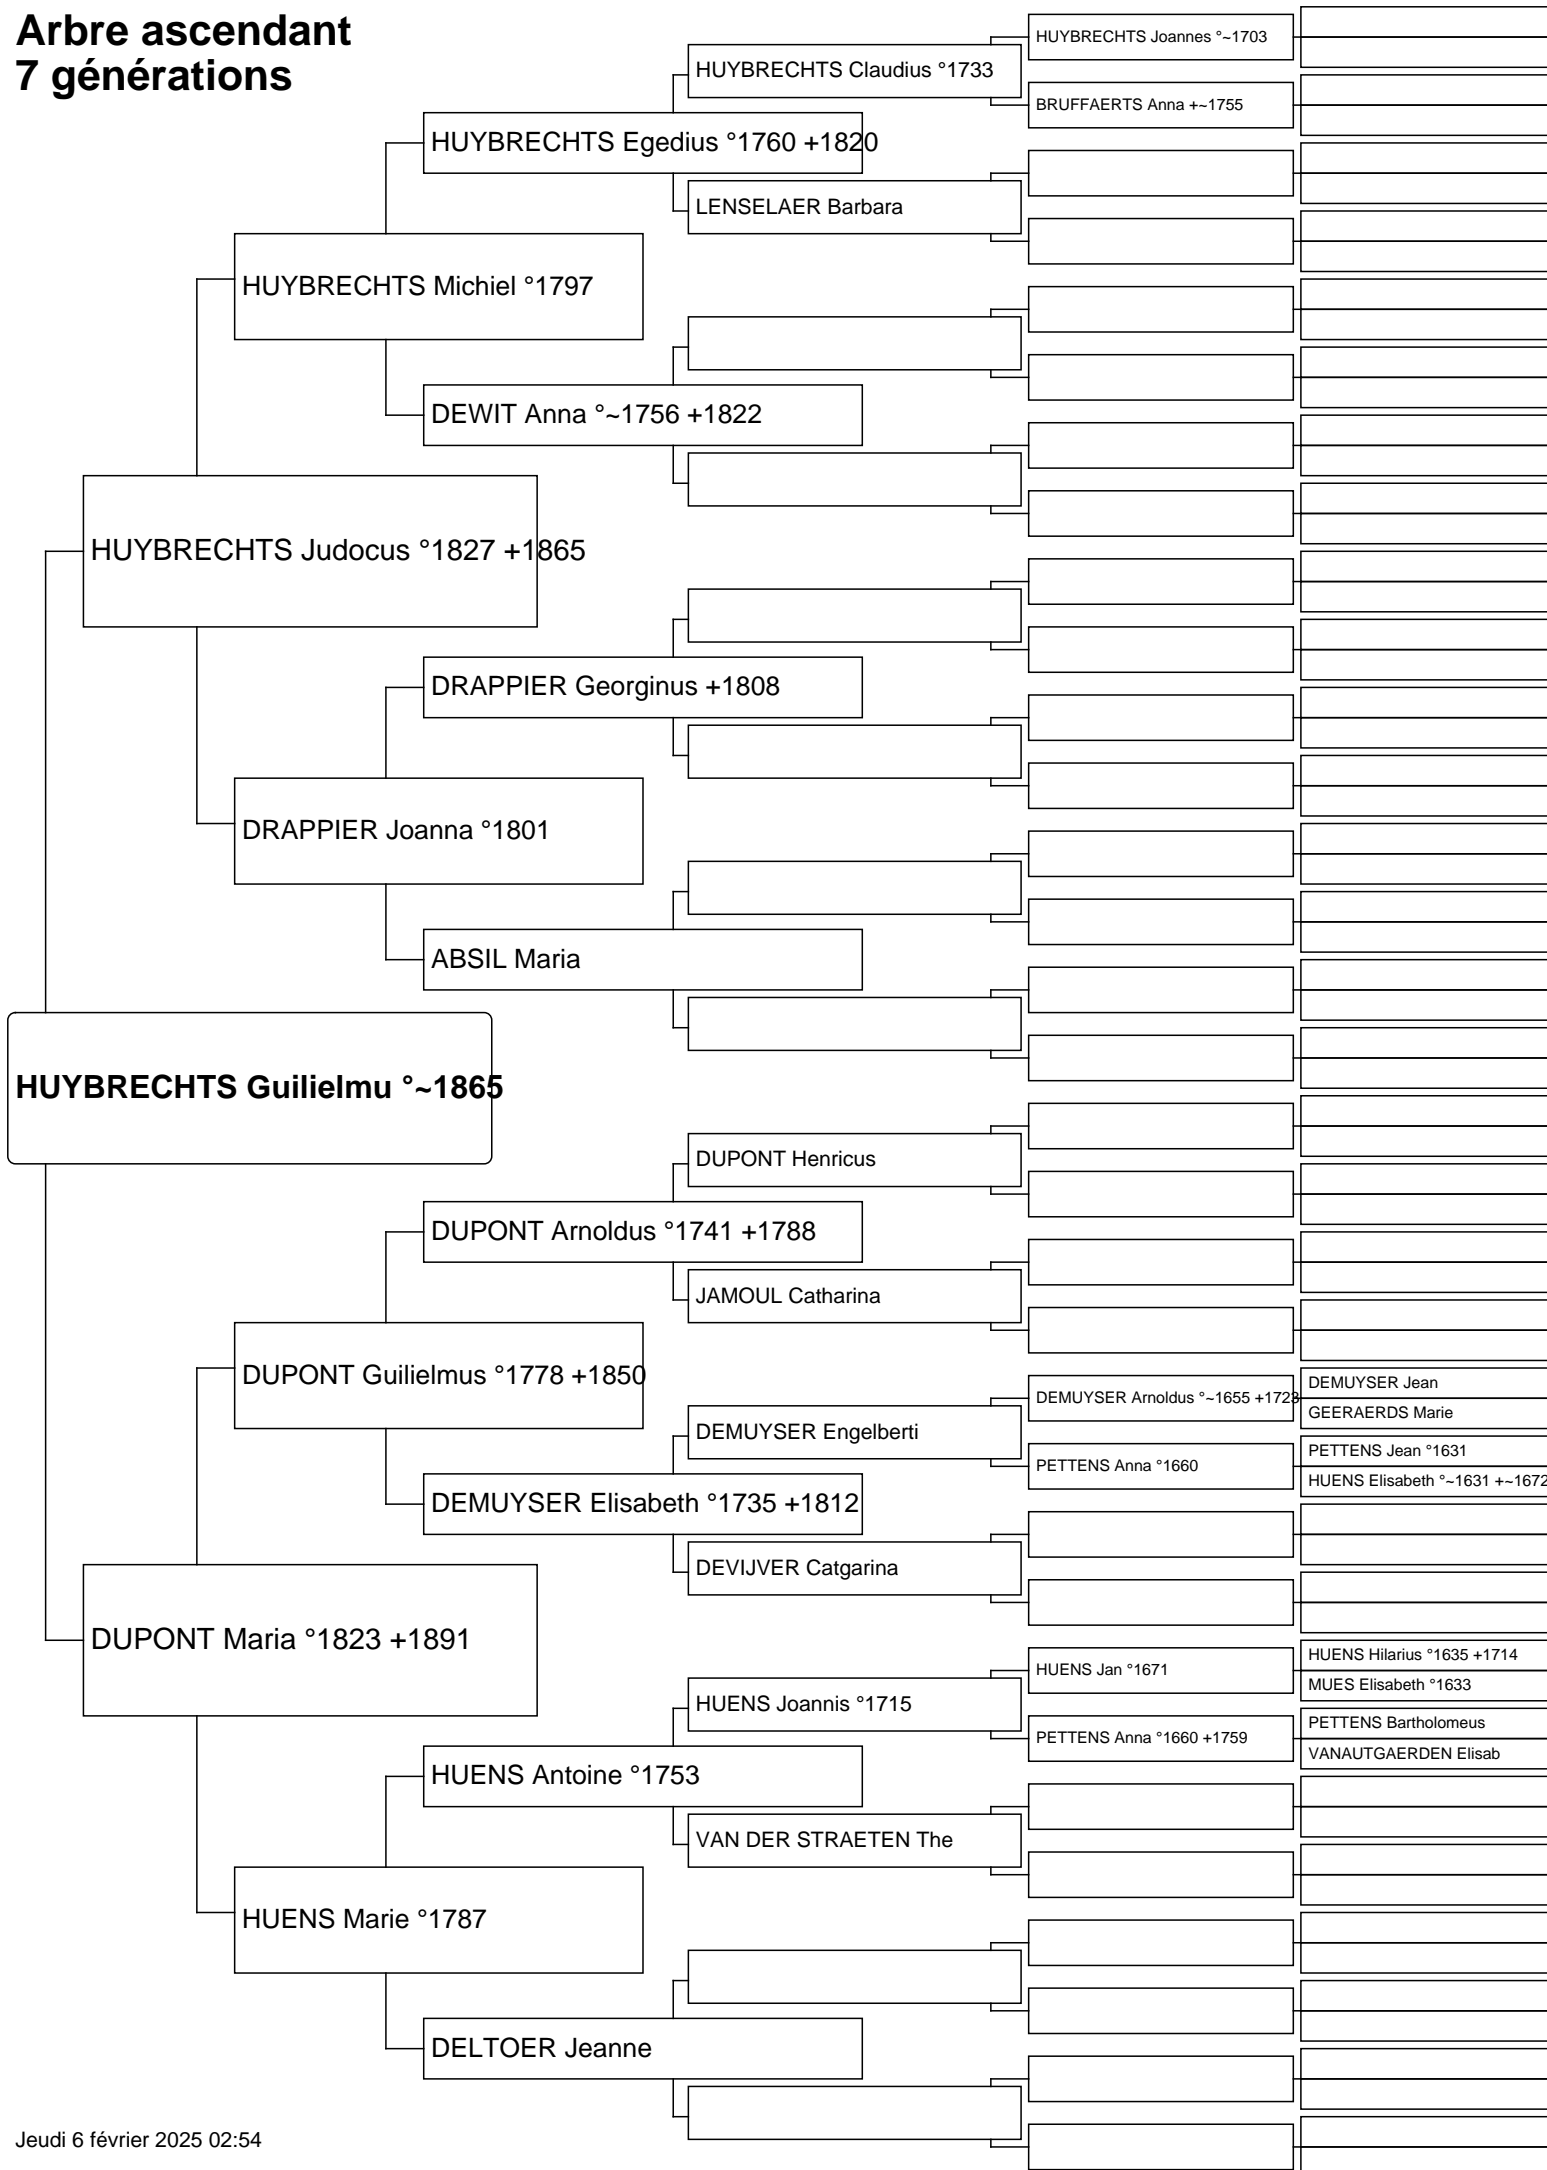 Arbre ascendant
7 générations
HUYBRECHTS Joannes °~1703
HUYBRECHTS Claudius °1733
BRUFFAERTS Anna +~1755
HUYBRECHTS Egedius °1760 +1820
LENSELAER Barbara
HUYBRECHTS Michiel °1797
DEWIT Anna °~1756 +1822
HUYBRECHTS Judocus °1827 +1865
DRAPPIER Georginus +1808
DRAPPIER Joanna °1801
ABSIL Maria
HUYBRECHTS Guilielmu °~1865
DUPONT Henricus
DUPONT Arnoldus °1741 +1788
JAMOUL Catharina
DUPONT Guilielmus °1778 +1850
DEMUYSER Jean
DEMUYSER Arnoldus °~1655 +1723
GEERAERDS Marie
DEMUYSER Engelberti
PETTENS Jean °1631
PETTENS Anna °1660
HUENS Elisabeth °~1631 +~1672
DEMUYSER Elisabeth °1735 +1812
DEVIJVER Catgarina
DUPONT Maria °1823 +1891
HUENS Hilarius °1635 +1714
HUENS Jan °1671
MUES Elisabeth °1633
HUENS Joannis °1715
PETTENS Bartholomeus
PETTENS Anna °1660 +1759
VANAUTGAERDEN Elisab
HUENS Antoine °1753
VAN DER STRAETEN The
HUENS Marie °1787
DELTOER Jeanne
Jeudi 6 février 2025 02:54